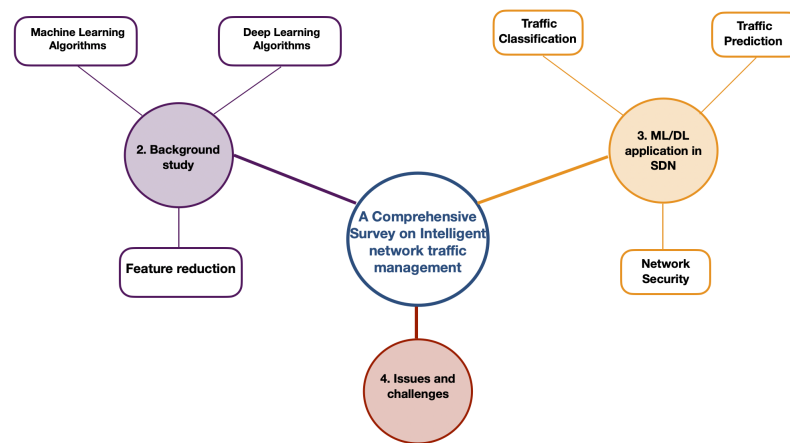 Machine Learning
Algorithms
Deep Learning
Algorithms
2. Background
study
Feature reduction
A Comprehensive
Survey on Intelligent
network traffic
management
Traffic
Classification
Traffic
Prediction
3. ML/DL
application in
SDN
Network
Security
4. Issues and
challenges